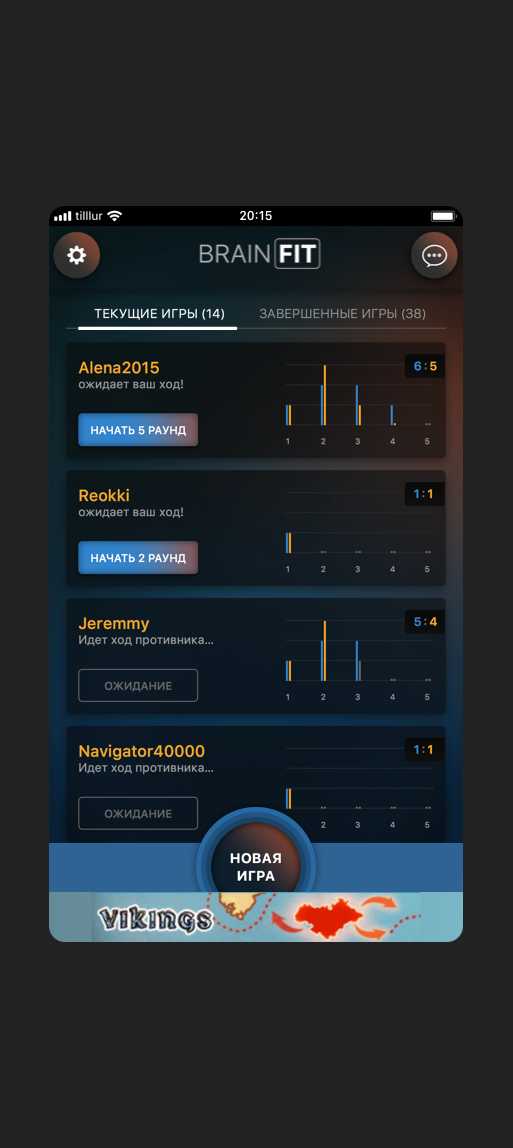 tilllur
20:15
BRAIN FIT
ТЕКУЩИЕ ИГРЫ (14)
ЗАВЕРШЕННЫЕ ИГРЫ (38)
Alena2015
ожидает ваш ход!
6:5
НАЧАТЬ 5 РАУНД
1 2 3 4 5
Reokki
ожидает ваш ход!
1:1
НАЧАТЬ 2 РАУНД
1 2 3 4 5
Jeremmy
Идет ход противника...
5:4
ОЖИДАНИЕ
1 2 3 4 5
Navigator40000
Идет ход противника...
1:1
ОЖИДАНИЕ
2 3 4 5
НОВАЯ
ИГРА
VIKINGS